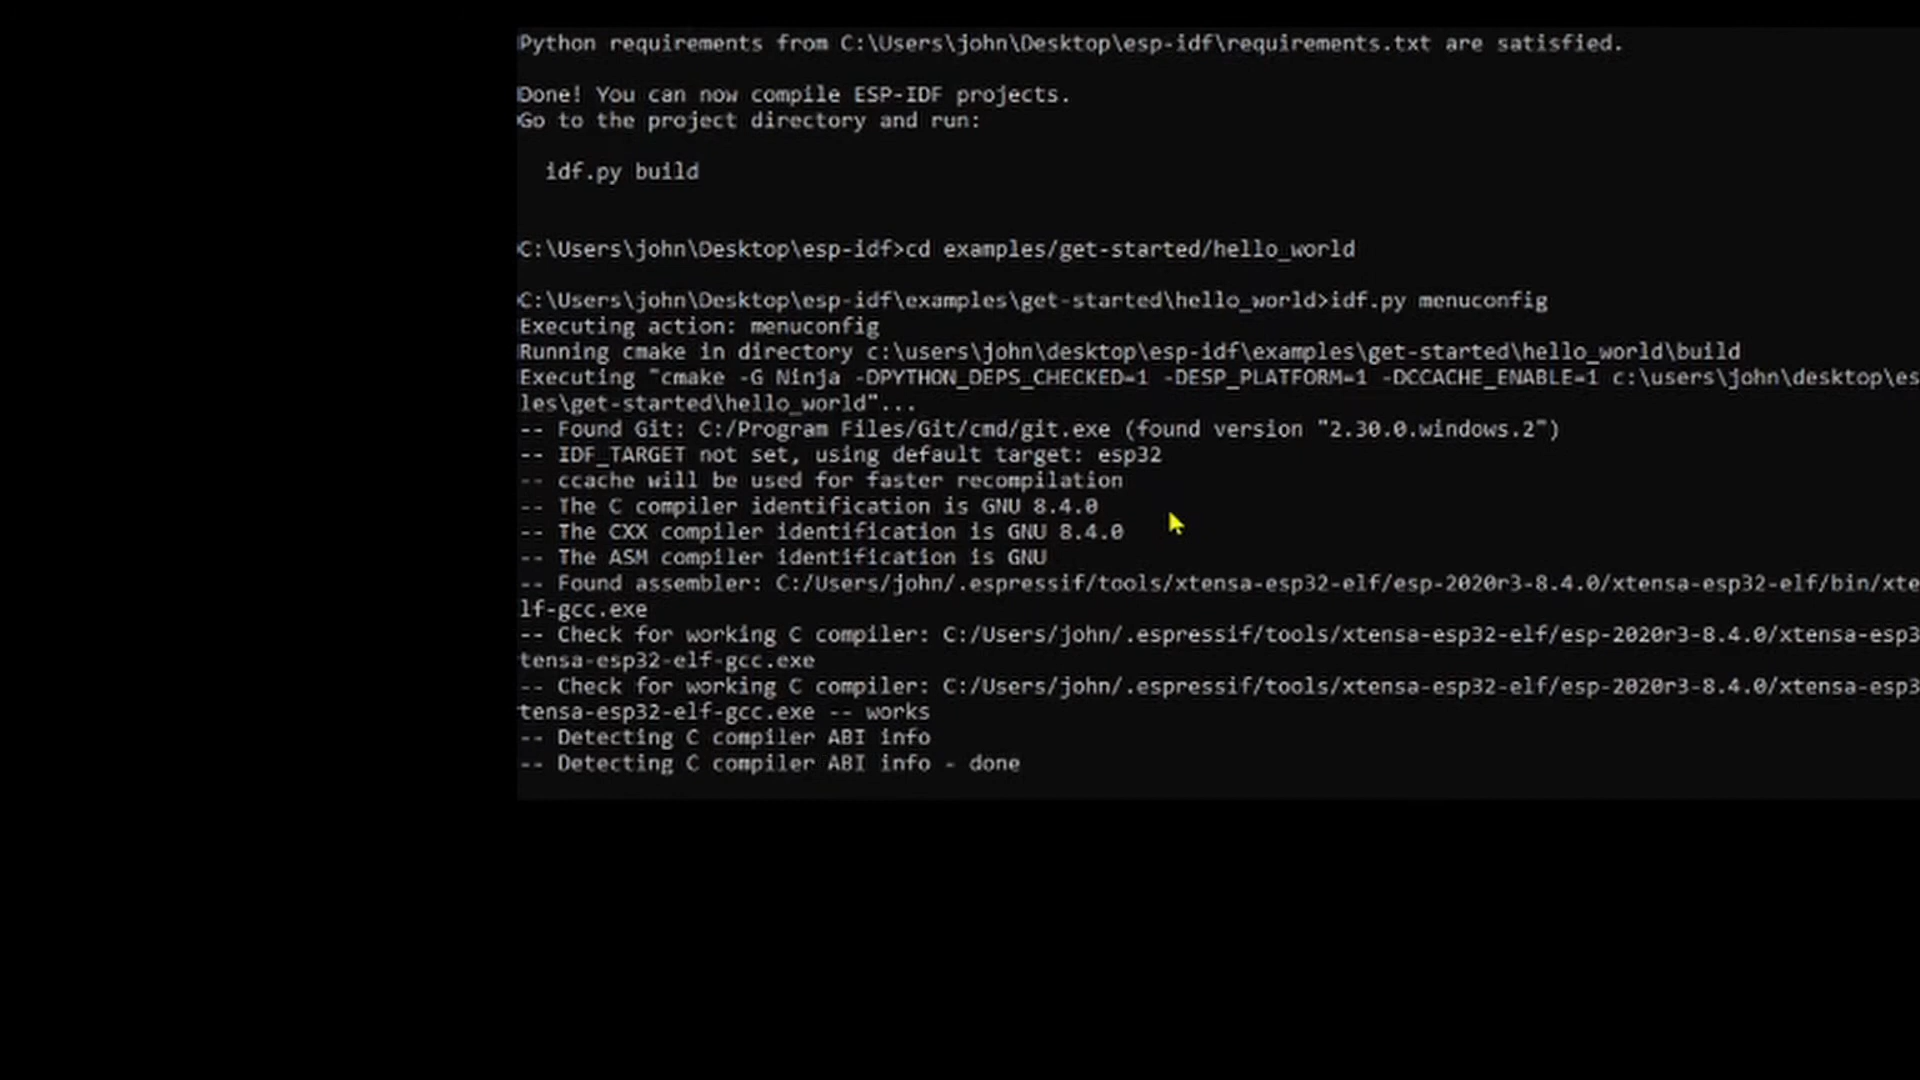 Python requirements from C:\Users\john\Desktop\esp-idf\requirements.txt are satisfied.
Done! You can now compile ESP-IDF projects.
Go to the project directory and run:
idf.py build
C:\Users\john\Desktop\esp-idf>cd examples/get-started/hello_world
C:\Users\john\Desktop\esp-idf\examples\get-started\hello_world>idf.py menuconfig
Executing action: menuconfig
Running cmake in directory c:\users\john\desktop\esp-idf\examples\get-started\hello_world\build
Executing "cmake -G Ninja -DPYTHON_DEPS_CHECKED=1 -DESP_PLATFORM=1 -DCCACHE_ENABLE=1 c:\users\john\desktop\es
les\get-started\hello_world"...
-- Found Git: C:/Program Files/Git/cmd/git.exe (found version "2.30.0.windows.2")
-- IDF_TARGET not set, using default target: esp32
-- ccache will be used for faster recompilation
-- The C compiler identification is GNU 8.4.0
-- The CXX compiler identification is GNU 8.4.0
-- The ASM compiler identification is GNU
-- Found assembler: C:/Users/john/.espressif/tools/xtensa-esp32-elf/esp-2020r3-8.4.0/xtensa-esp32-elf/bin/xte
lf-gcc.exe
-- Check for working C compiler: C:/Users/john/.espressif/tools/xtensa-esp32-elf/esp-2020r3-8.4.0/xtensa-esp3
tensa-esp32-elf-gcc.exe
-- Check for working C compiler: C:/Users/john/.espressif/tools/xtensa-esp32-elf/esp-2020r3-8.4.0/xtensa-esp3
tensa-esp32-elf-gcc.exe -- works
-- Detecting C compiler ABI info
-- Detecting C compiler ABI info - done